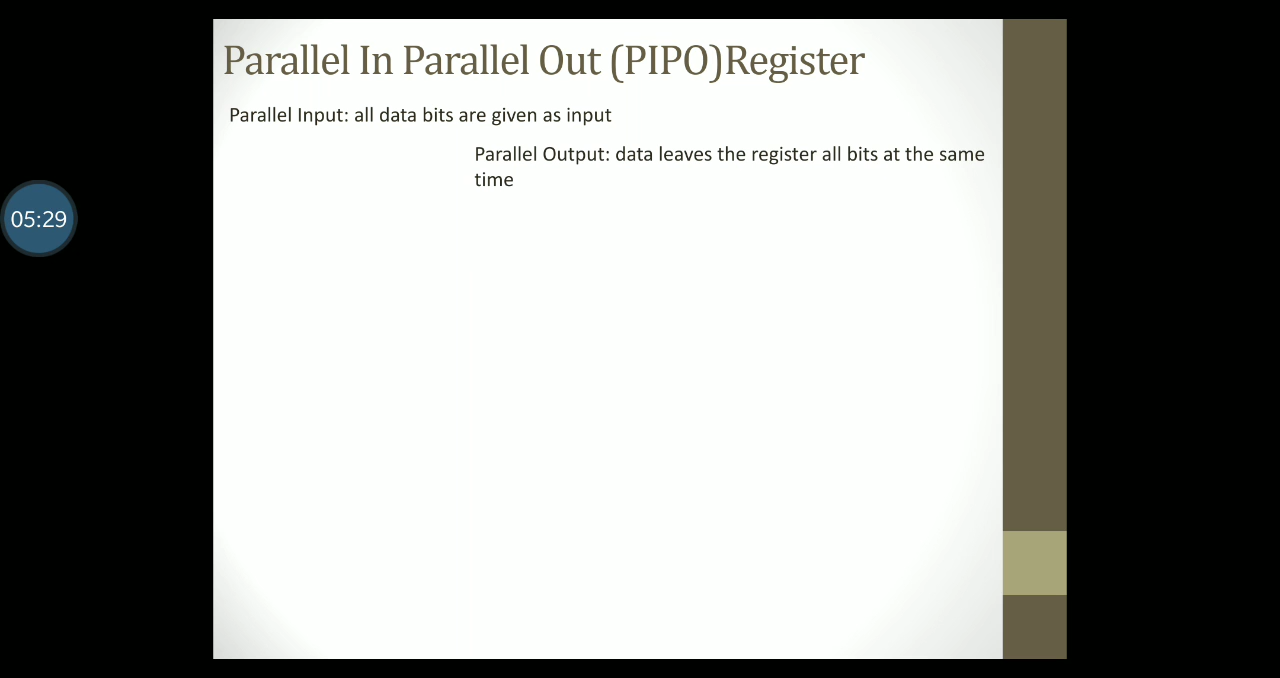 Parallel In Parallel Out (PIPO)Register
Parallel Input: all data bits are given as input
Parallel Output: data leaves the register all bits at the same
time
05:29